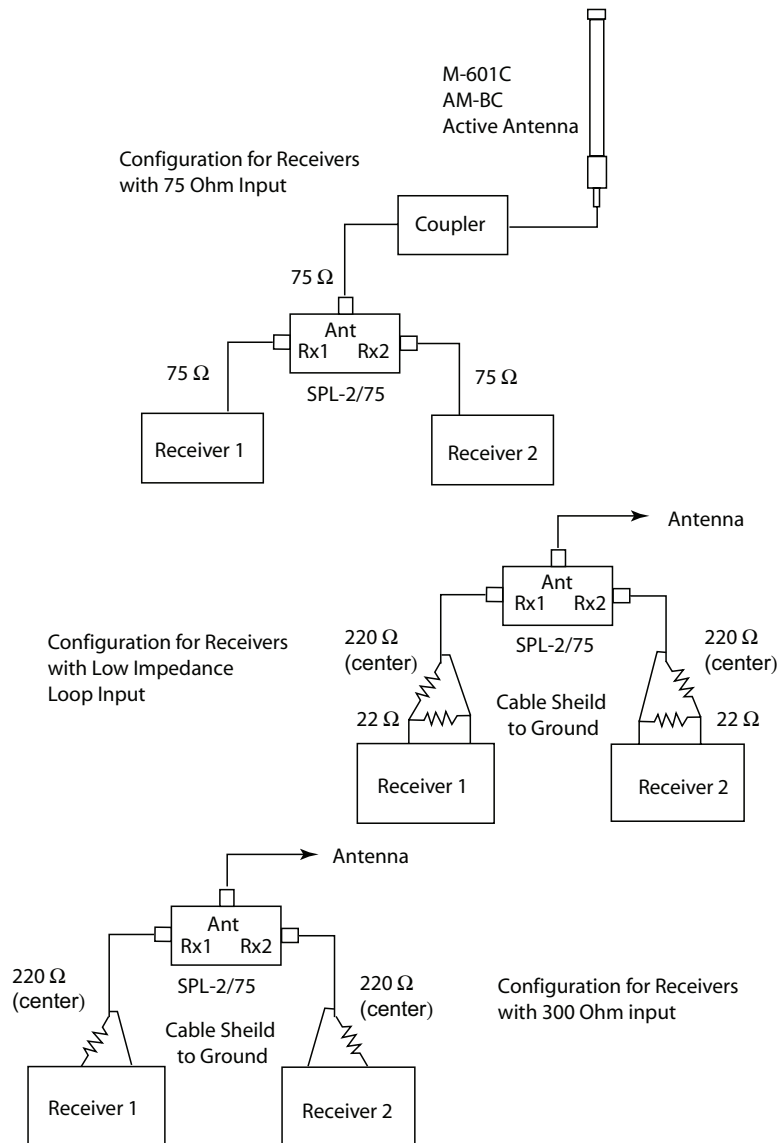 M-601C
AM-BC
Active Antenna
Configuration for Receivers
with 75 Ohm Input
Coupler
75 Ω
Ant
Rx1 Rx2
75 Ω
75 Ω
SPL-2/75
Receiver 1
Receiver 2
Antenna
Ant
Rx1 Rx2
SPL-2/75
Configuration for Receivers
with Low Impedance
Loop Input
220 Ω
(center)
220 Ω
(center)
Cable Sheild
to Ground
22 Ω
22 Ω
Receiver 1
Receiver 2
Antenna
Ant
Rx1 Rx2
SPL-2/75
220 Ω
(center)
220 Ω
(center)
Configuration for Receivers
with 300 Ohm input
Cable Sheild
to Ground
Receiver 1
Receiver 2